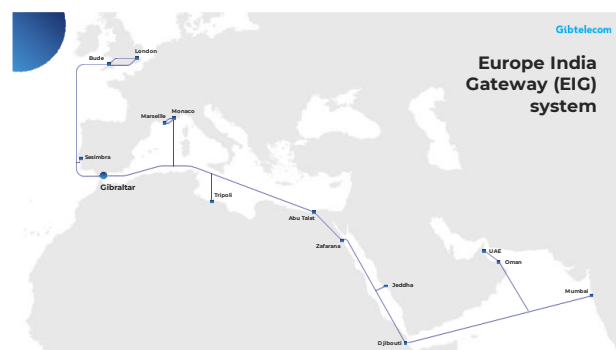 Gibtelecom
Europe India
Gateway (EIG)
system
London
Bude
Monaco
Marseille
Sesimbra
Gibraltar
Tripoli
Abu Talat
Zafarana
UAE
Oman
Jeddha
Mumbai
Djibouti